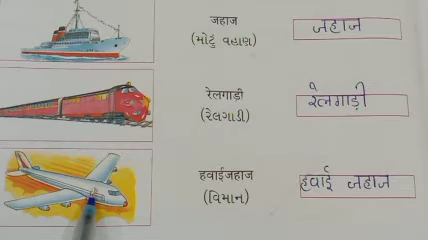 जहाज
(મોટું વહાણ)
जहाज
रेलगाड़ी
(રેલગાડી)
रेलगाड़ी
हवाईजहाज
(વિમાન)
हवाई जहाज